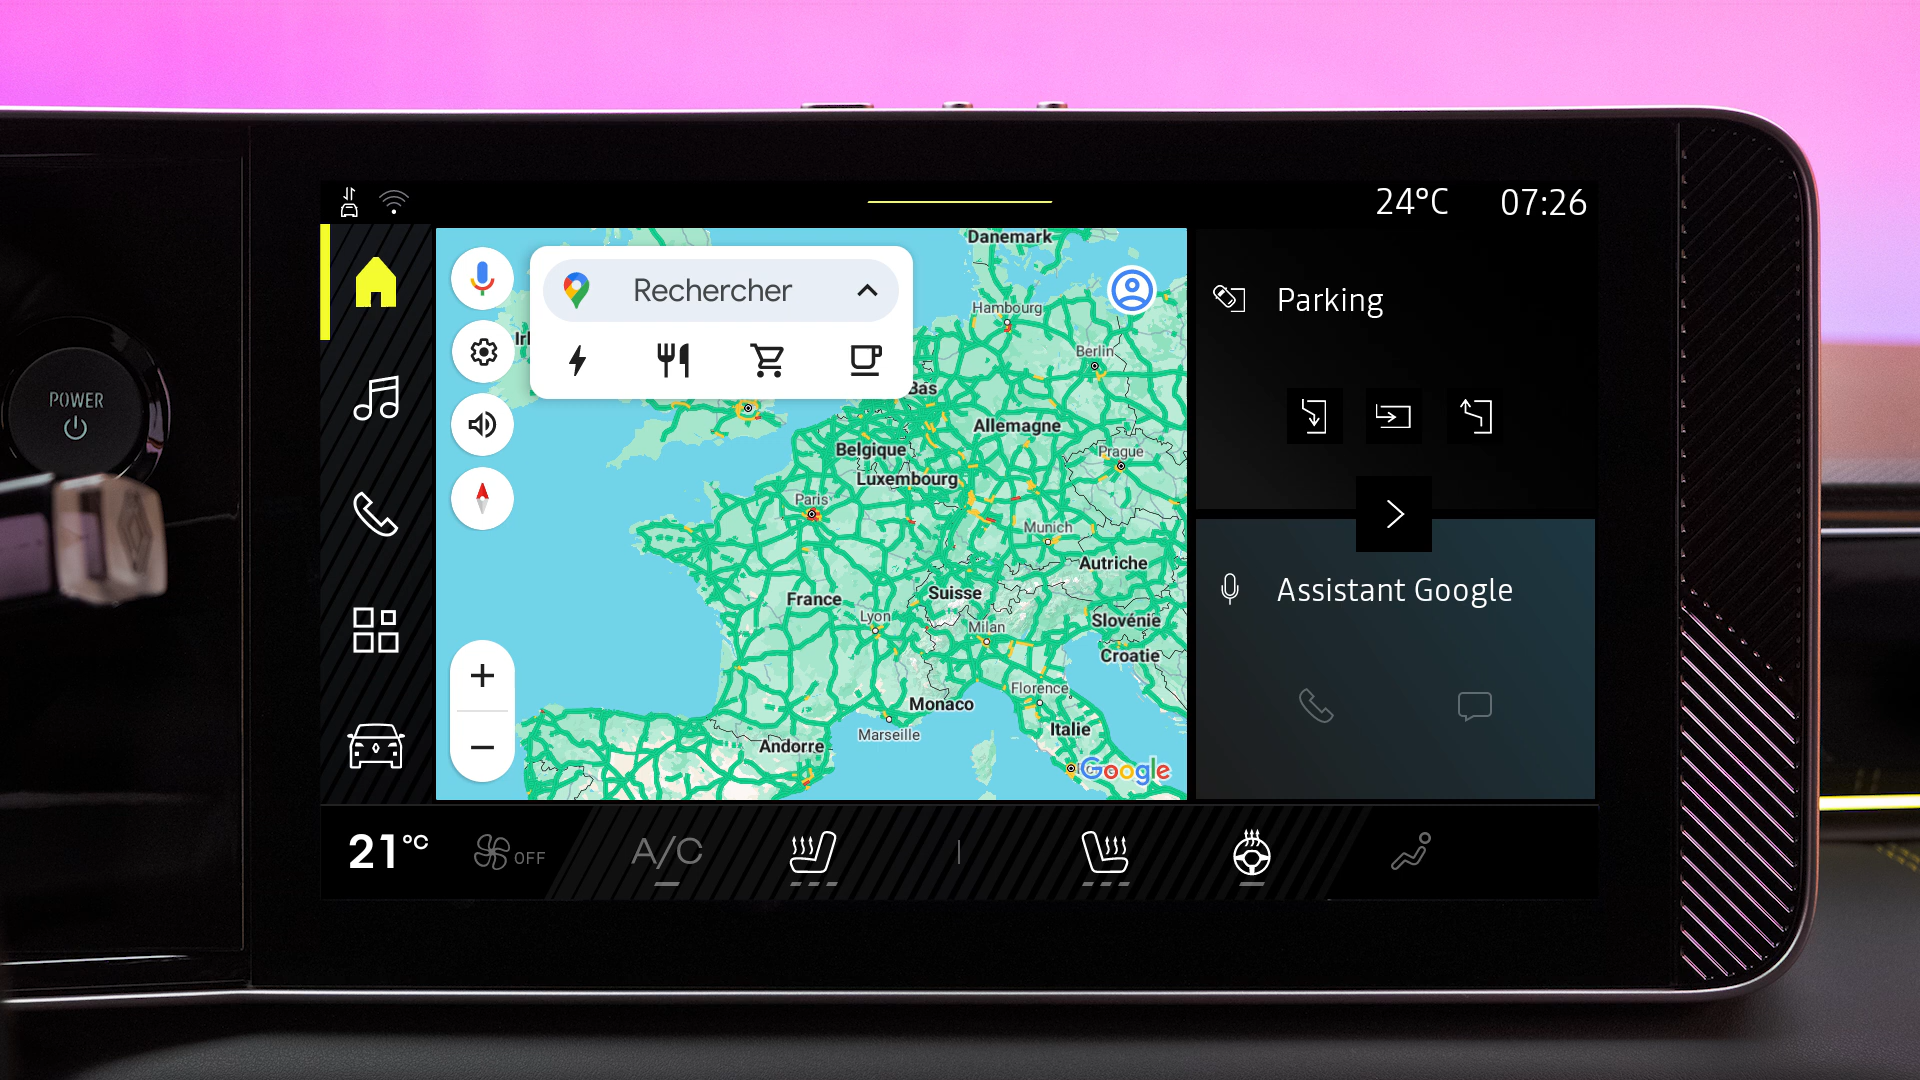 24°C 07:26
POWER
Rechercher
Danemark
Hambourg
Berlin
Irl
Bas
Allemagne
Belgique
Prague
Luxembourg
Paris
Munich
Autriche
France
Suisse
Lyon
Milan
Slovénie
Croatie
Florence
Monaco
Marseille
Italie
Andorre
Google
Parking
Assistant Google
21°C
OFF
A/C